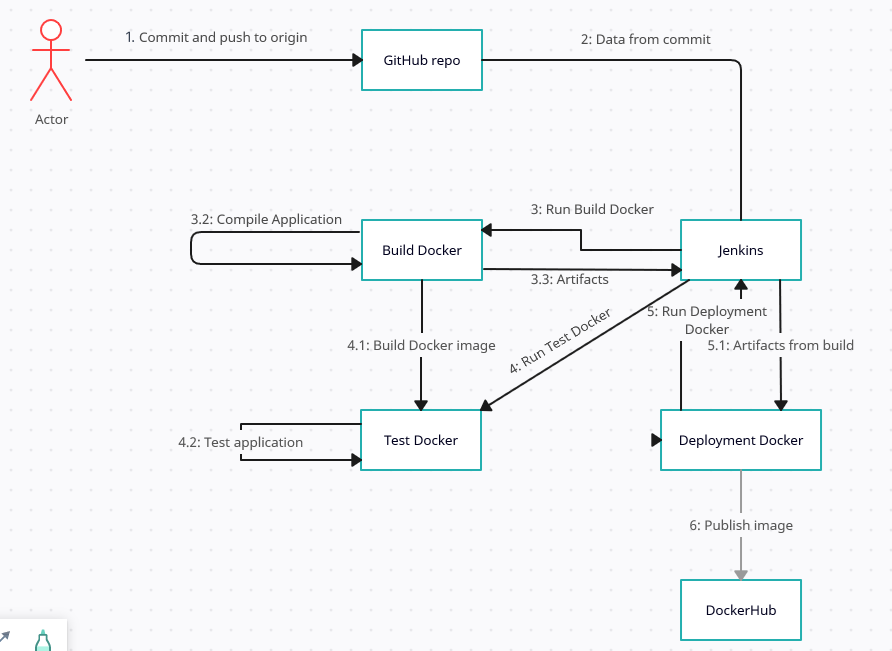 1. Commit and push to origin
2: Data from commit
GitHub repo
Actor
3.2: Compile Application
3: Run Build Docker
Build Docker
Jenkins
3.3: Artifacts
4: Run Test Docker
5: Run Deployment
Docker
4.1: Build Docker image
5.1: Artifacts from build
4.2: Test application
Test Docker
Deployment Docker
6: Publish image
DockerHub